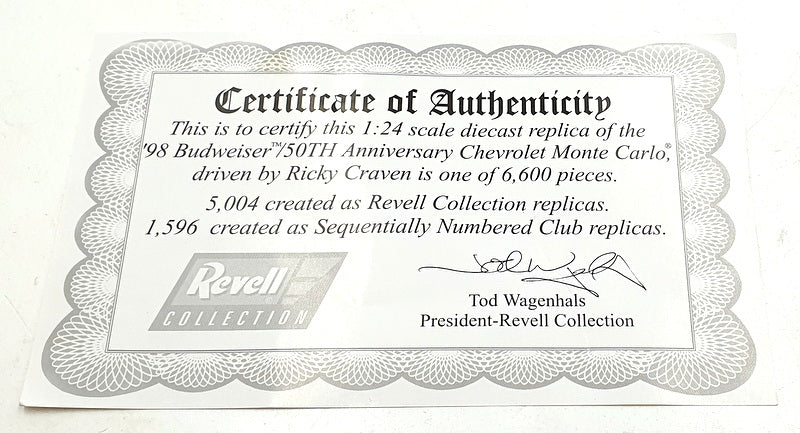 Certificate of Authenticity
This is to certify this 1:24 scale diecast replica of the
'98 Budweiser™/50TH Anniversary Chevrolet Monte Carlo,®
driven by Ricky Craven is one of 6,600 pieces.
5,004 created as Revell Collection replicas.
1,596 created as Sequentially Numbered Club replicas.
Revell
COLLECTION
Tod Wagenhals
President-Revell Collection